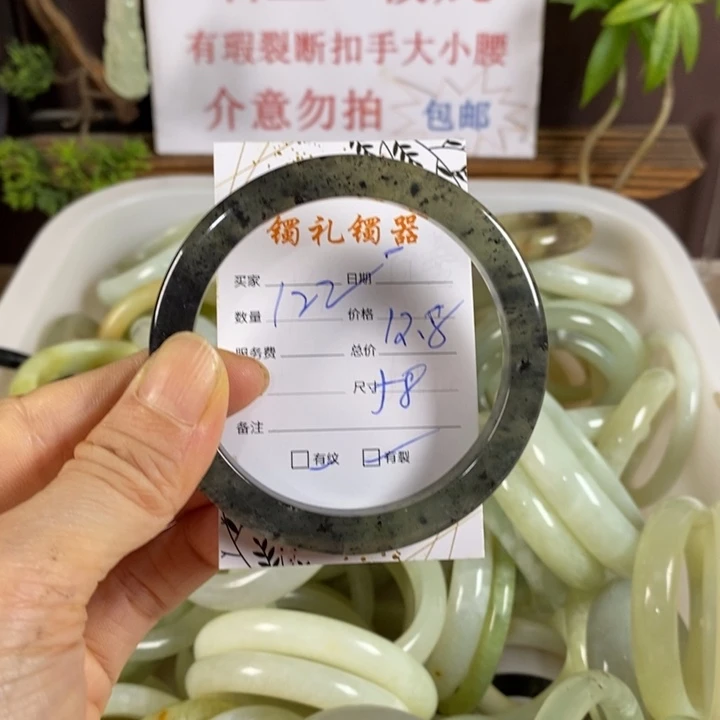 有瑕裂断扣手大小腰
介意勿拍 包邮
镯礼镯器
买家 日期
122
数量 价格
12.8
服务费 总价
尺寸 58
备注
有纹 有裂